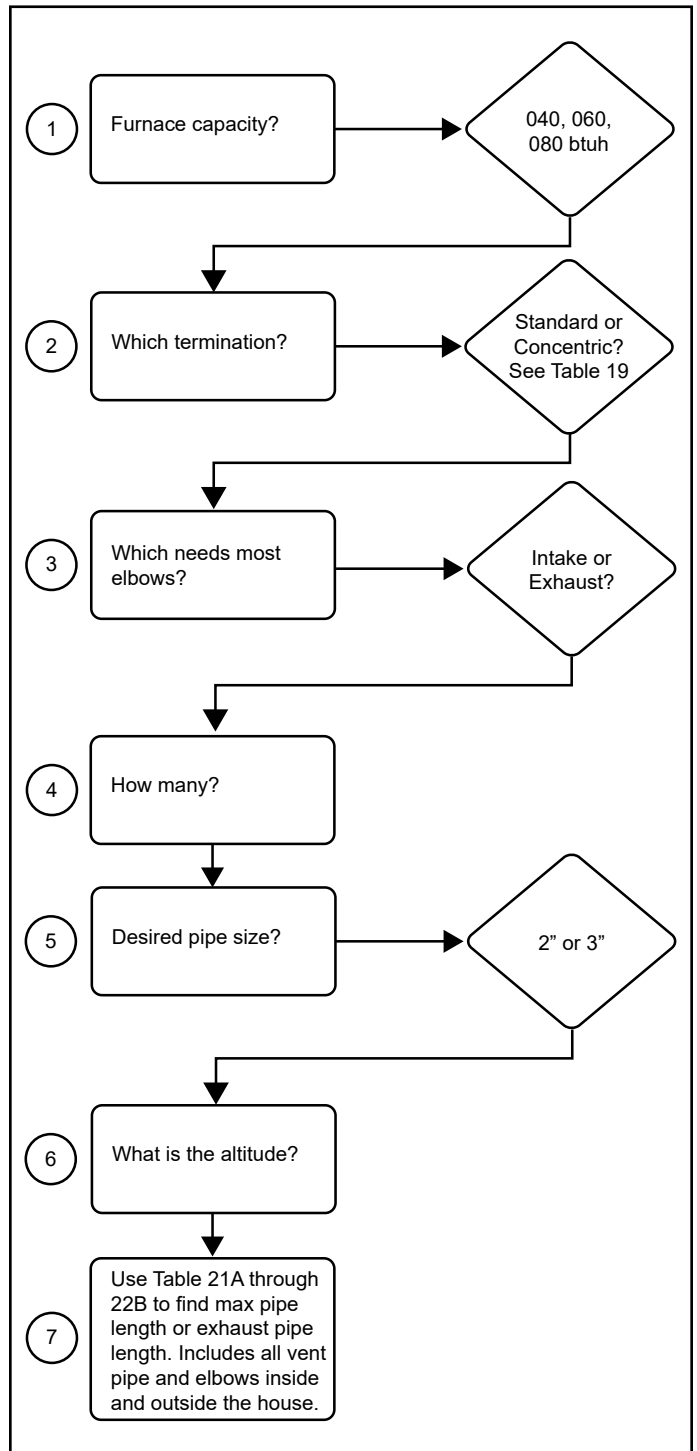 1
Furnace capacity?
040, 060,
080 btuh
2
Which termination?
Standard or
Concentric?
See Table 19
3
Which needs most
elbows?
Intake or
Exhaust?
4
How many?
5
Desired pipe size?
2” or 3”
6
What is the altitude?
7
Use Table 21A through
22B to find max pipe
length or exhaust pipe
length. Includes all vent
pipe and elbows inside
and outside the house.